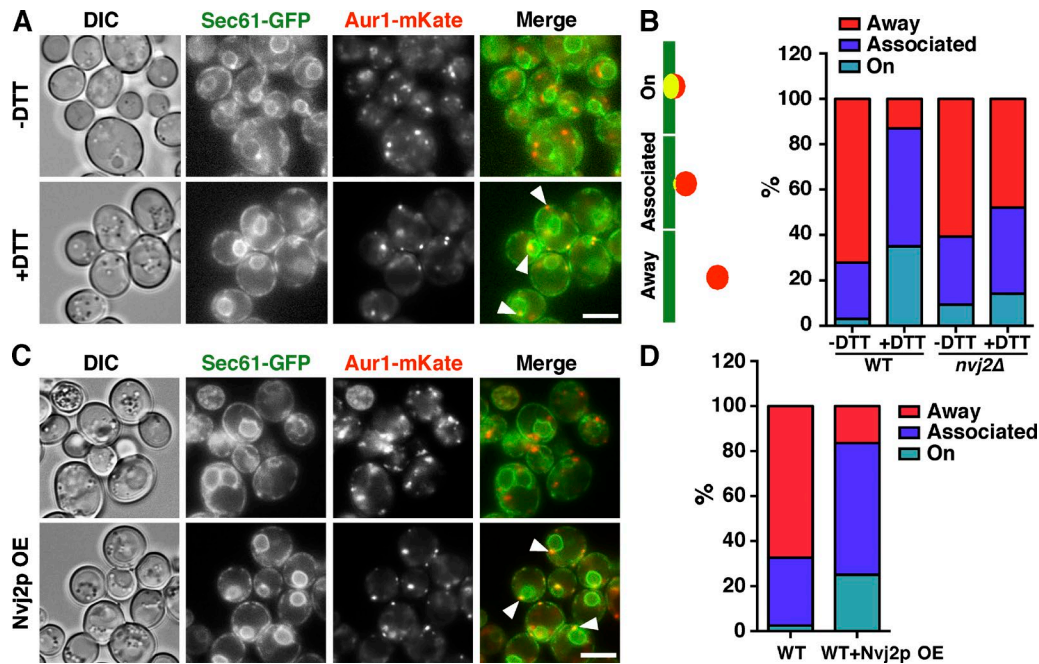 A
DIC
Sec61-GFP
Aur1-mKate
Merge
-DTT
+DTT
B
On
Associated
Away
Away
Associated
On
120
100
80
60
40
20
0
%
-DTT +DTT -DTT +DTT
WT
nvj2Δ
C
DIC
Sec61-GFP
Aur1-mKate
Merge
Nvj2p OE
D
120
100
80
60
40
20
0
%
Away
Associated
On
WT WT+Nvj2p OE